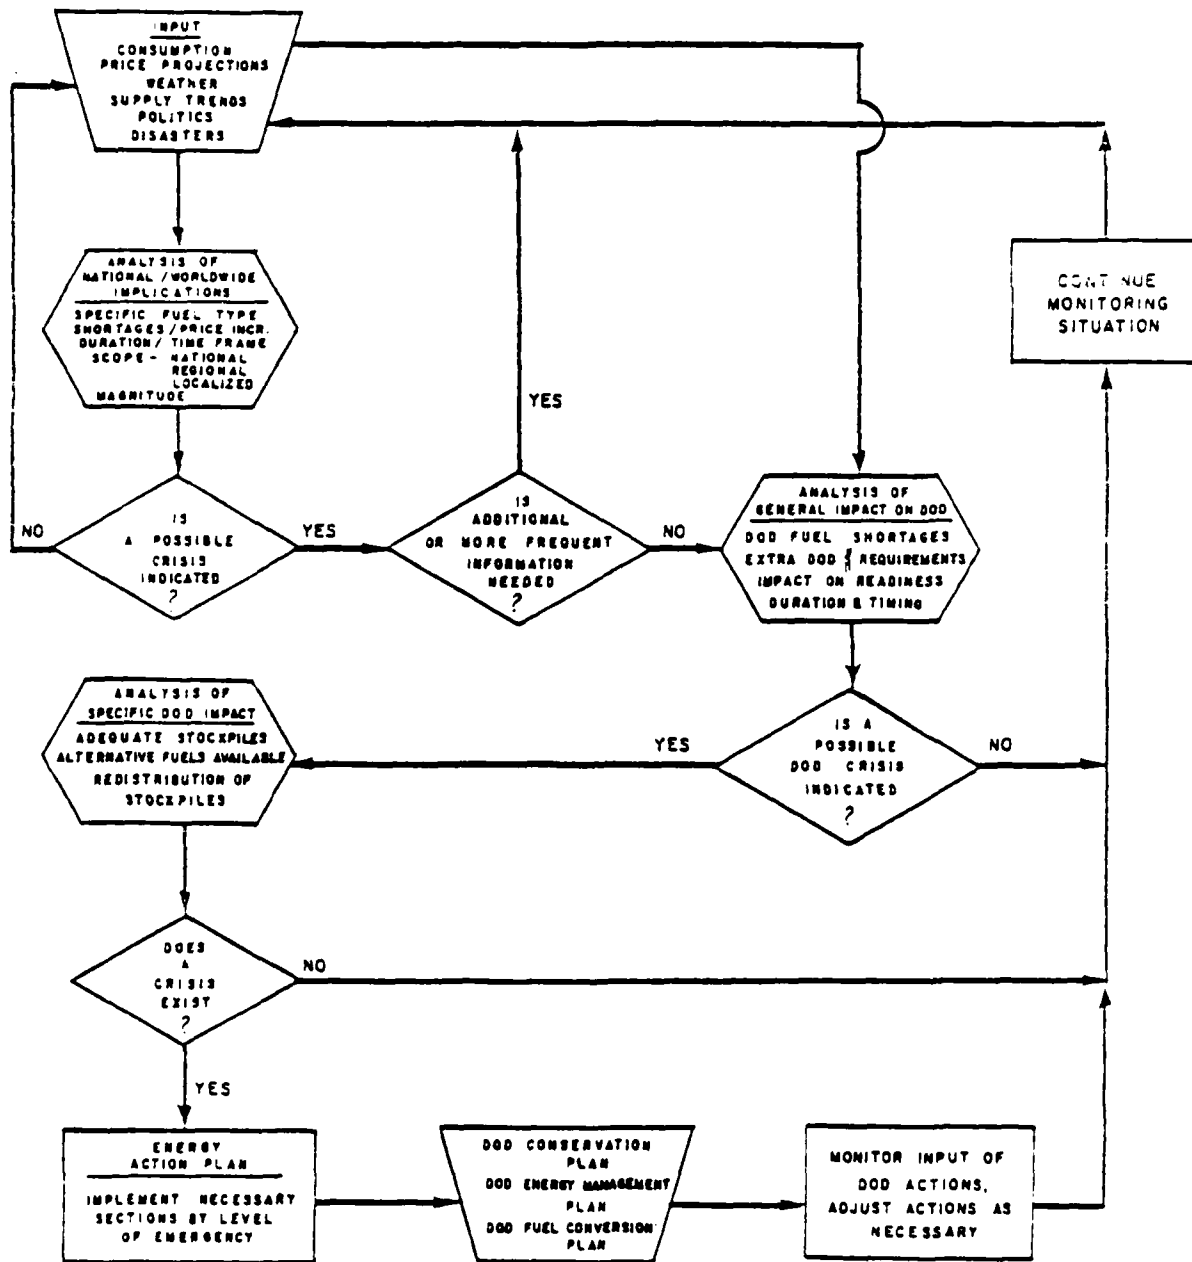 INPUT
CONSUMPTION
PRICE PROJECTIONS
WEATHER
SUPPLY TRENDS
POLITICS
DISASTERS
ANALYSIS OF
NATIONAL/WORLDWIDE
IMPLICATIONS
SPECIFIC FUEL TYPE
SHORTAGES/PRICE INCR.
DURATION/ TIME FRAME
SCOPE - NATIONAL
REGIONAL
LOCALIZED
MAGNITUDE
CONTINUE
MONITORING
SITUATION
NO
IS
A POSSIBLE
CRISIS
INDICATED
?
YES
IS
ADDITIONAL
OR MORE FREQUENT
INFORMATION
NEEDED
?
YES
NO
ANALYSIS OF
GENERAL IMPACT ON DOD
DOD FUEL SHORTAGES
EXTRA DOD { REQUIREMENTS
IMPACT ON READINESS
DURATION & TIMING
ANALYSIS OF
SPECIFIC DOD IMPACT
ADEQUATE STOCKPILES
ALTERNATIVE FUELS AVAILABLE
REDISTRIBUTION OF
STOCKPILES
YES
IS A
POSSIBLE
DOD CRISIS
INDICATED
?
NO
DOES
A
CRISIS
EXIST
?
NO
YES
ENERGY
ACTION PLAN
IMPLEMENT NECESSARY
SECTIONS BY LEVEL
OF EMERGENCY
DOD CONSERVATION
PLAN
DOD ENERGY MANAGEMENT
PLAN
DOD FUEL CONVERSION
PLAN
MONITOR INPUT OF
DOD ACTIONS,
ADJUST ACTIONS AS
NECESSARY